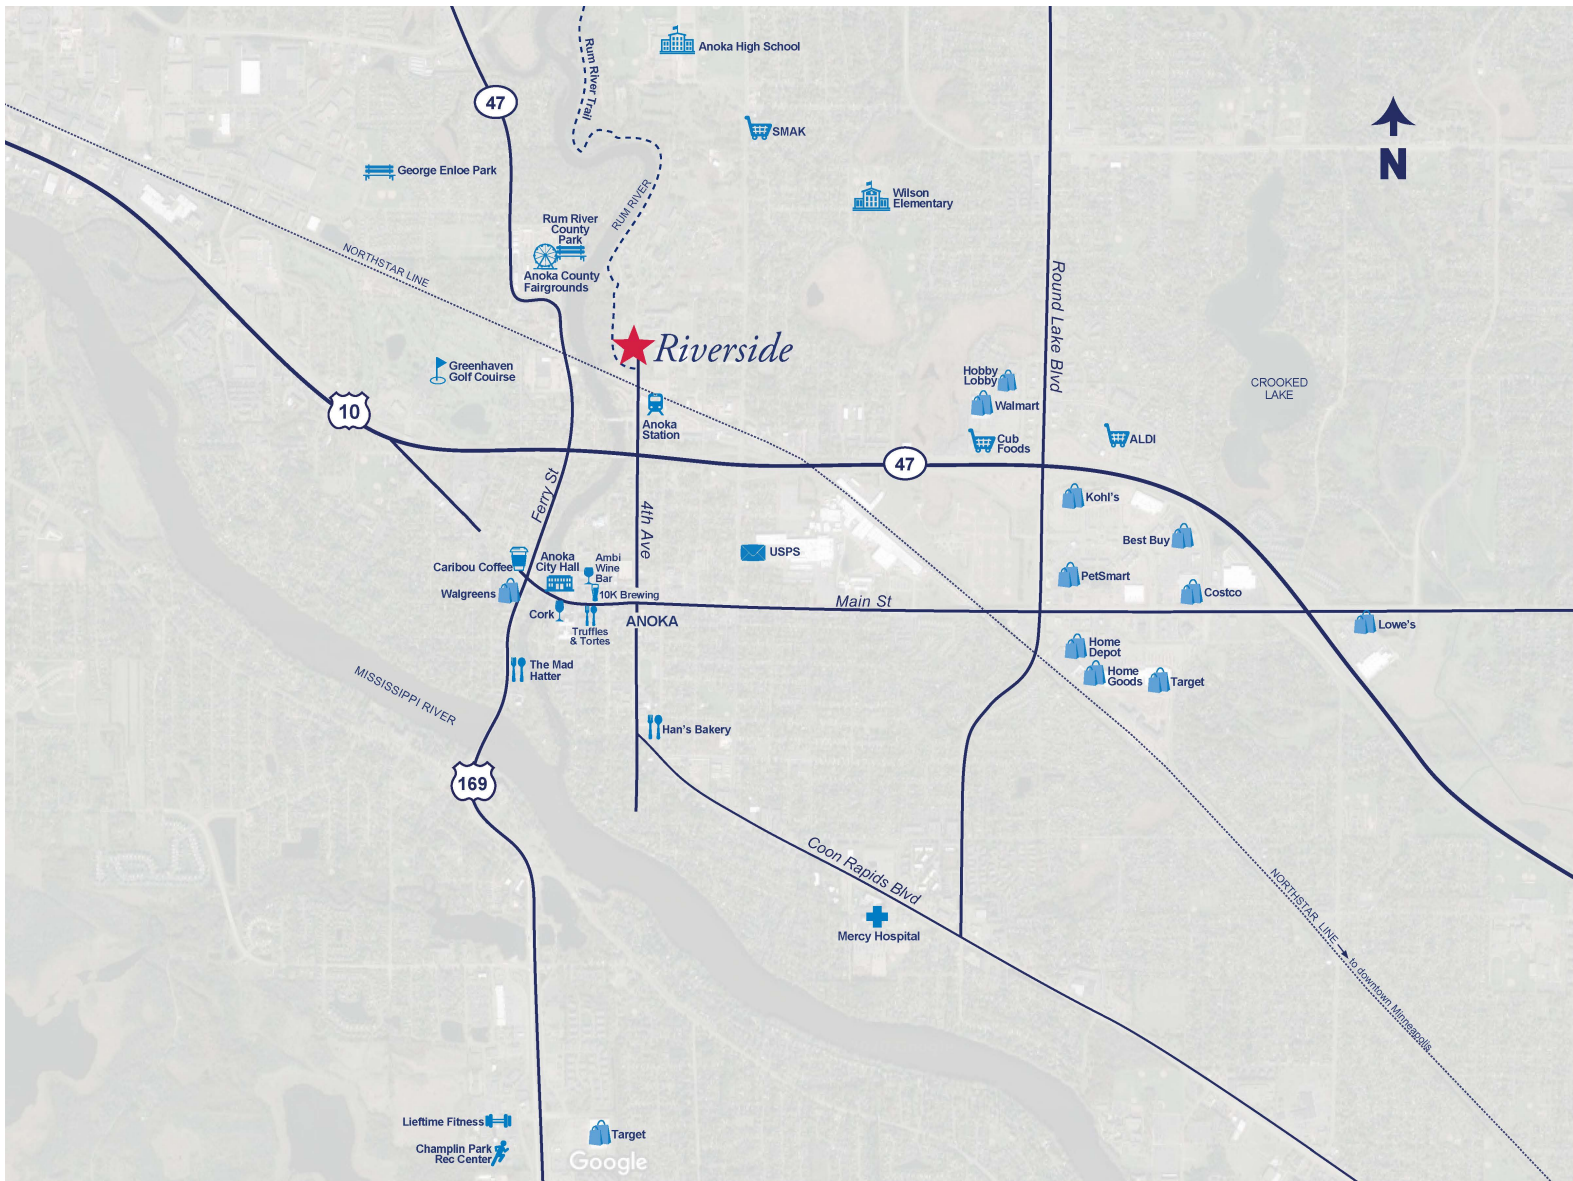 Anoka High School
Rum River Trail
47
SMAK
George Enloe Park
Wilson
Elementary
N
RUM RIVER
Rum River
County
Park
Anoka County
Fairgrounds
NORTHSTAR LINE
Round Lake Blvd
Riverside
Greenhaven
Golf Courise
Hobby
Lobby
Walmart
CROOKED
LAKE
10
Anoka
Station
Cub
Foods
ALDI
47
Ferry St
4th Ave
Kohl's
Best Buy
USPS
Caribou Coffee
Anoka
City Hall
Ambi
Wine
Bar
PetSmart
Costco
Walgreens
10K Brewing
Main St
Cork
ANOKA
Truffles
& Tortes
Lowe's
Home
Depot
The Mad
Hatter
Home
Goods
Target
MISSISSIPPI RIVER
Han's Bakery
169
Coon Rapids Blvd
NORTHSTAR LINE
to downtown Minneapolis
Mercy Hospital
Lieftime Fitness
Target
Champlin Park
Rec Center
Google